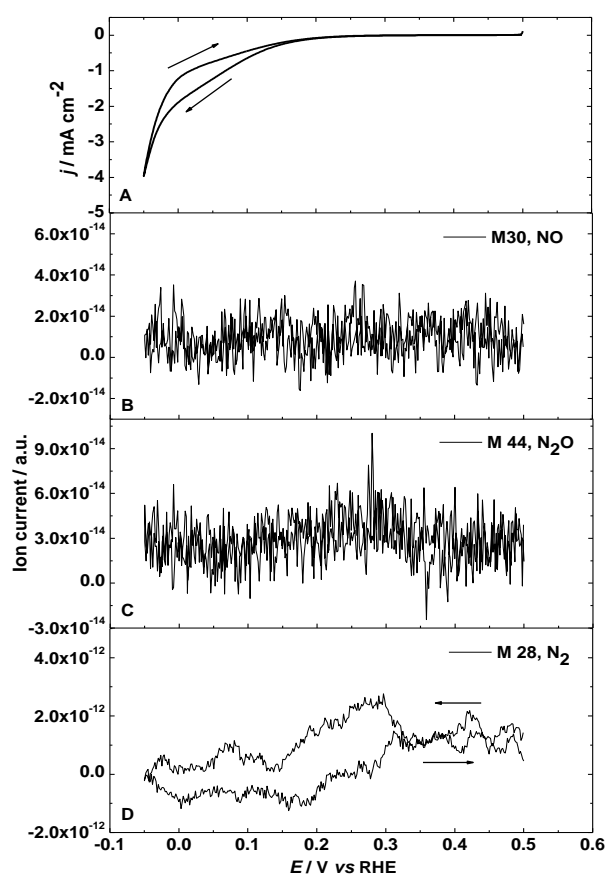 0
-1
-2
-3
-4
-5
j / mA cm⁻²
A
6.0x10⁻¹⁴
4.0x10⁻¹⁴
2.0x10⁻¹⁴
0.0
-2.0x10⁻¹⁴
M30, NO
B
9.0x10⁻¹⁴
6.0x10⁻¹⁴
3.0x10⁻¹⁴
0.0
-3.0x10⁻¹⁴
M 44, N₂O
C
Ion current / a.u.
4.0x10⁻¹²
2.0x10⁻¹²
0.0
-2.0x10⁻¹²
M 28, N₂
D
0.0 0.1 0.2 0.3 0.4 0.5 0.6
E / V vs RHE